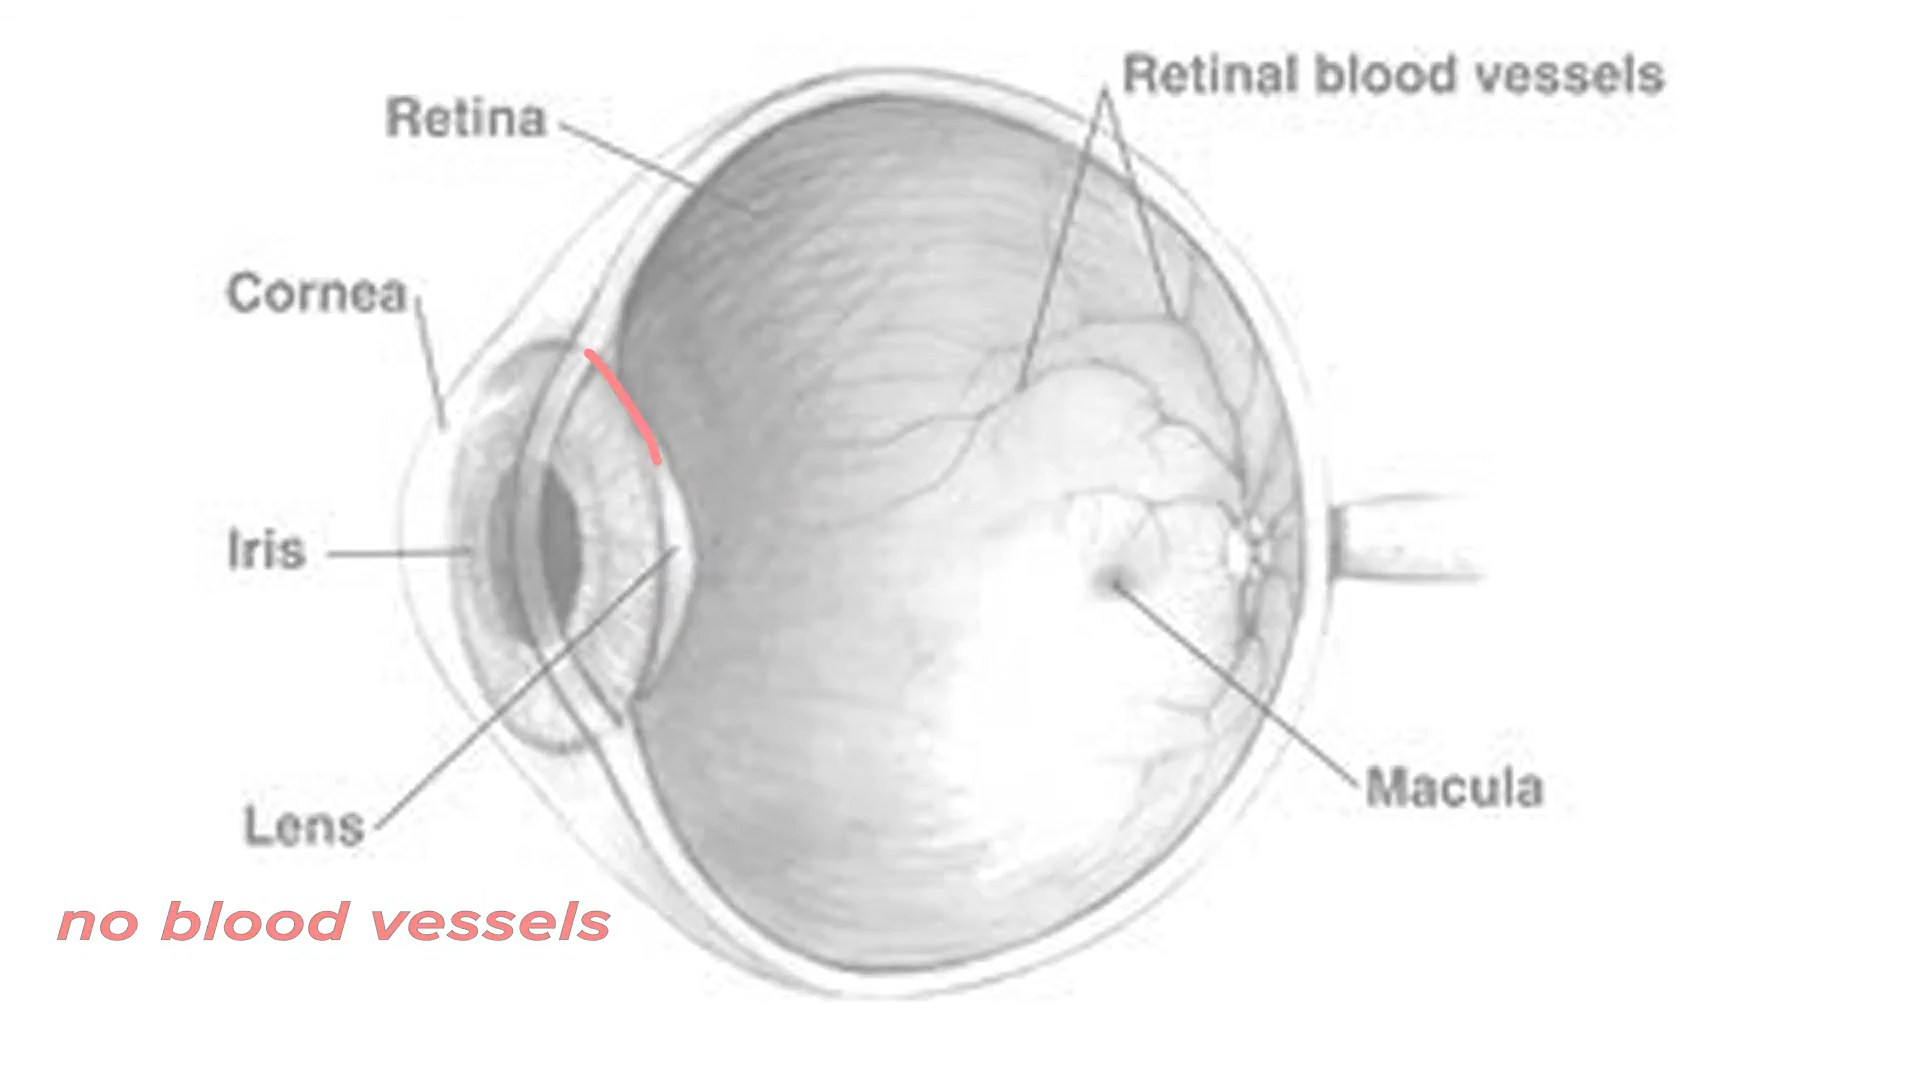 Retinal blood vessels
Retina
Cornea
Iris
Macula
Lens
no blood vessels